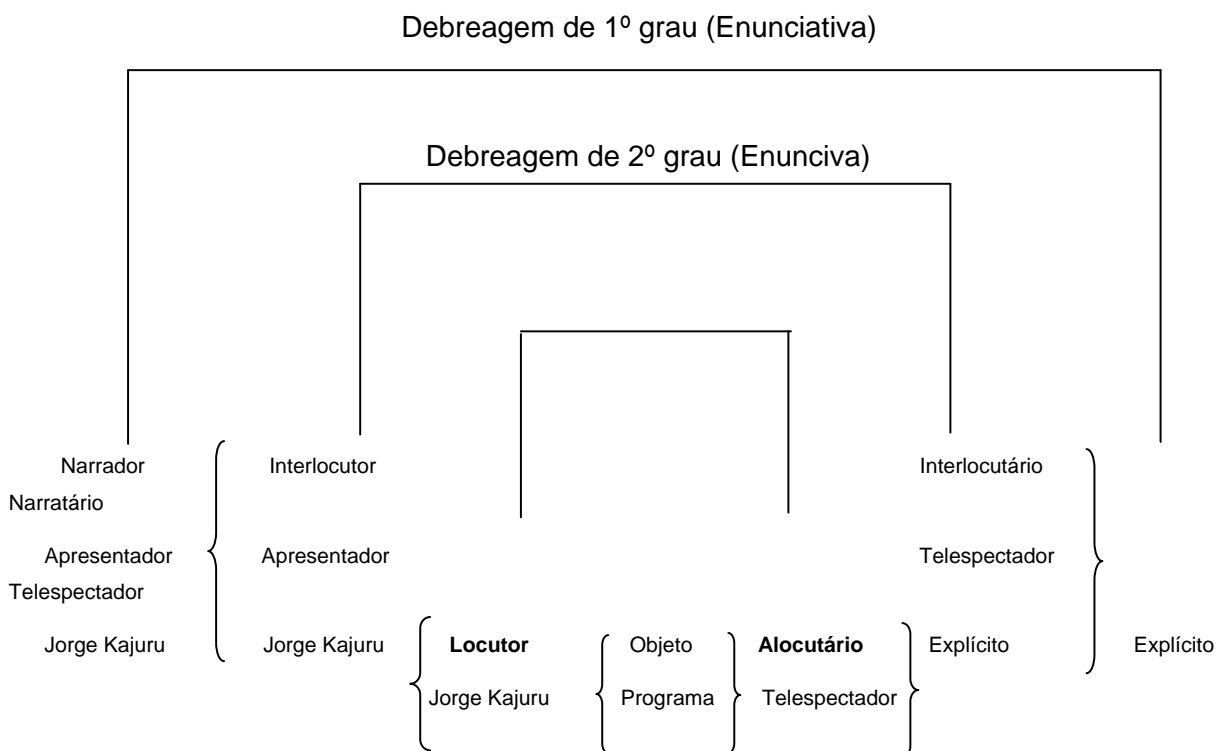 Debreagem de 1º grau (Enunciativa)
Debreagem de 2º grau (Enunciva)
Narrador Interlocutor Interlocutário
Narratário
Apresentador Apresentador Telespectador
Telespectador
Jorge Kajuru Jorge Kajuru Locutor Objeto Alocutário Explícito Explícito
Jorge Kajuru Programa Telespectador